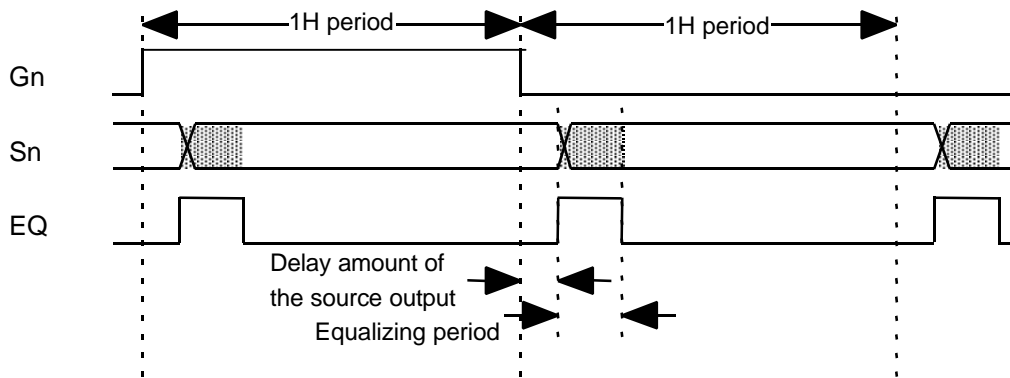 1H period
1H period
Gn
Sn
EQ
Delay amount of
the source output
Equalizing period